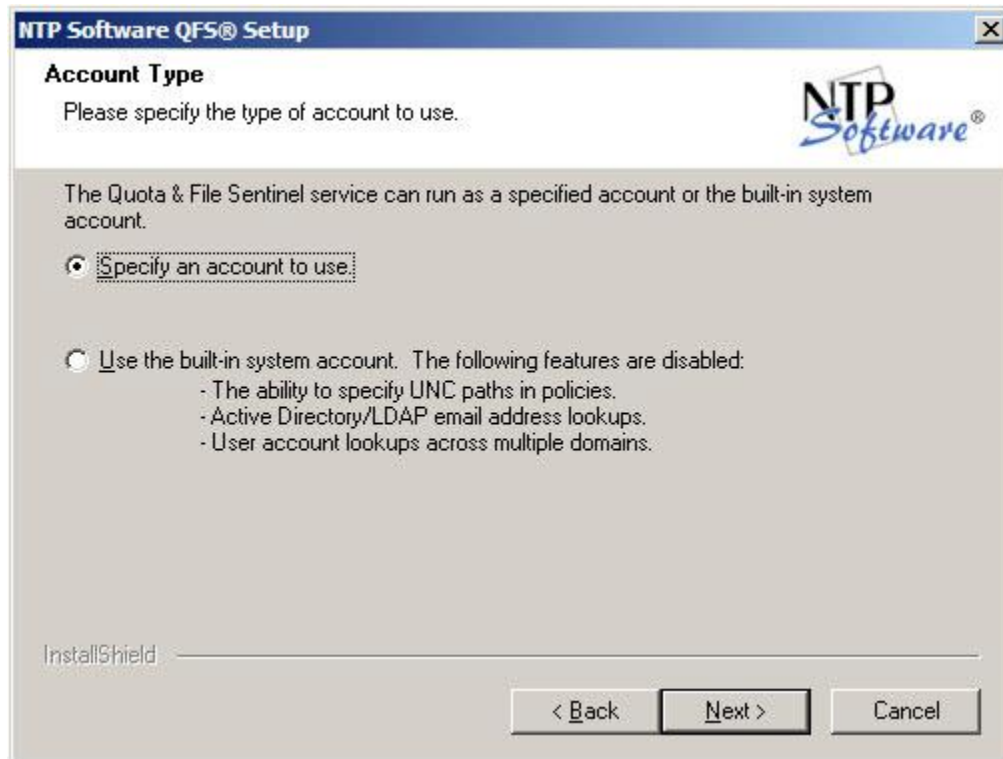 NTP Software QFS® Setup
Account Type
Please specify the type of account to use.
NTP
Software®
The Quota & File Sentinel service can run as a specified account or the built-in system
account.
Specify an account to use.
Use the built-in system account. The following features are disabled:
- The ability to specify UNC paths in policies.
- Active Directory/LDAP email address lookups.
- User account lookups across multiple domains.
InstallShield
< Back
Next >
Cancel